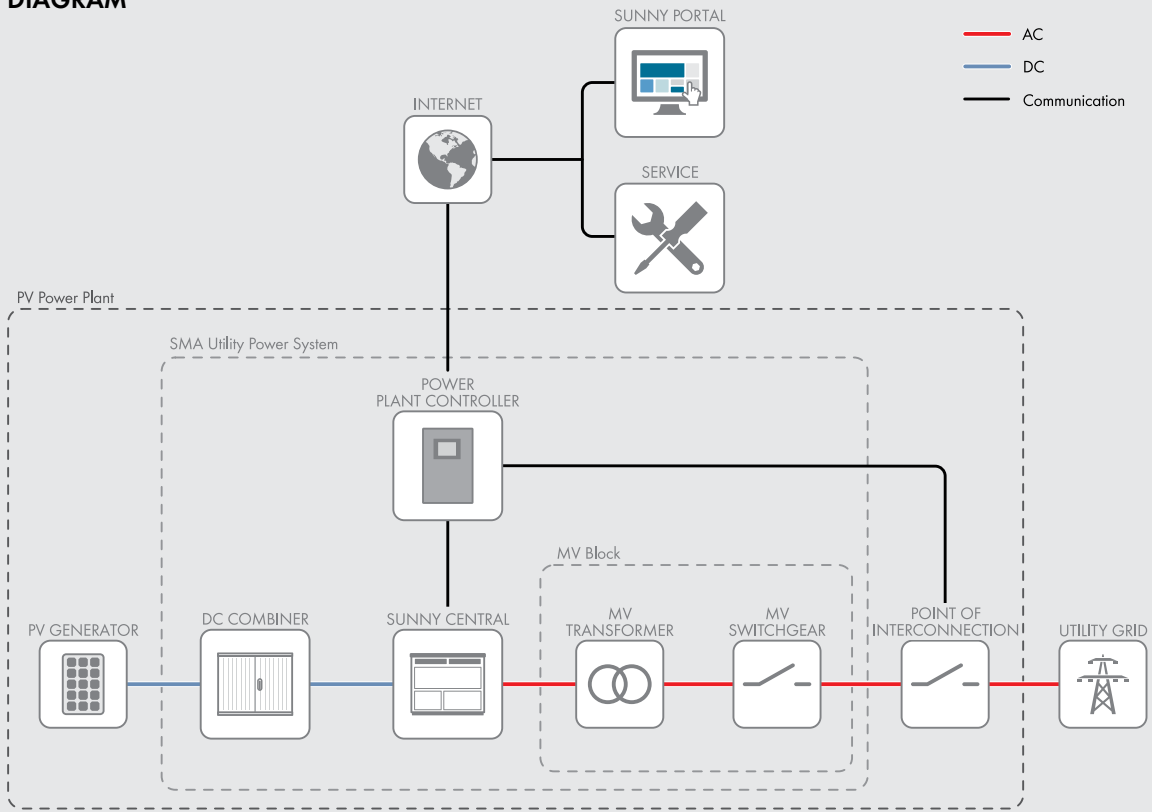 DIAGRAM
SUNNY PORTAL
AC
DC
Communication
INTERNET
SERVICE
PV Power Plant
SMA Utility Power System
POWER
PLANT CONTROLLER
MV Block
PV GENERATOR
DC COMBINER
SUNNY CENTRAL
MV
TRANSFORMER
MV
SWITCHGEAR
POINT OF
INTERCONNECTION
UTILITY GRID